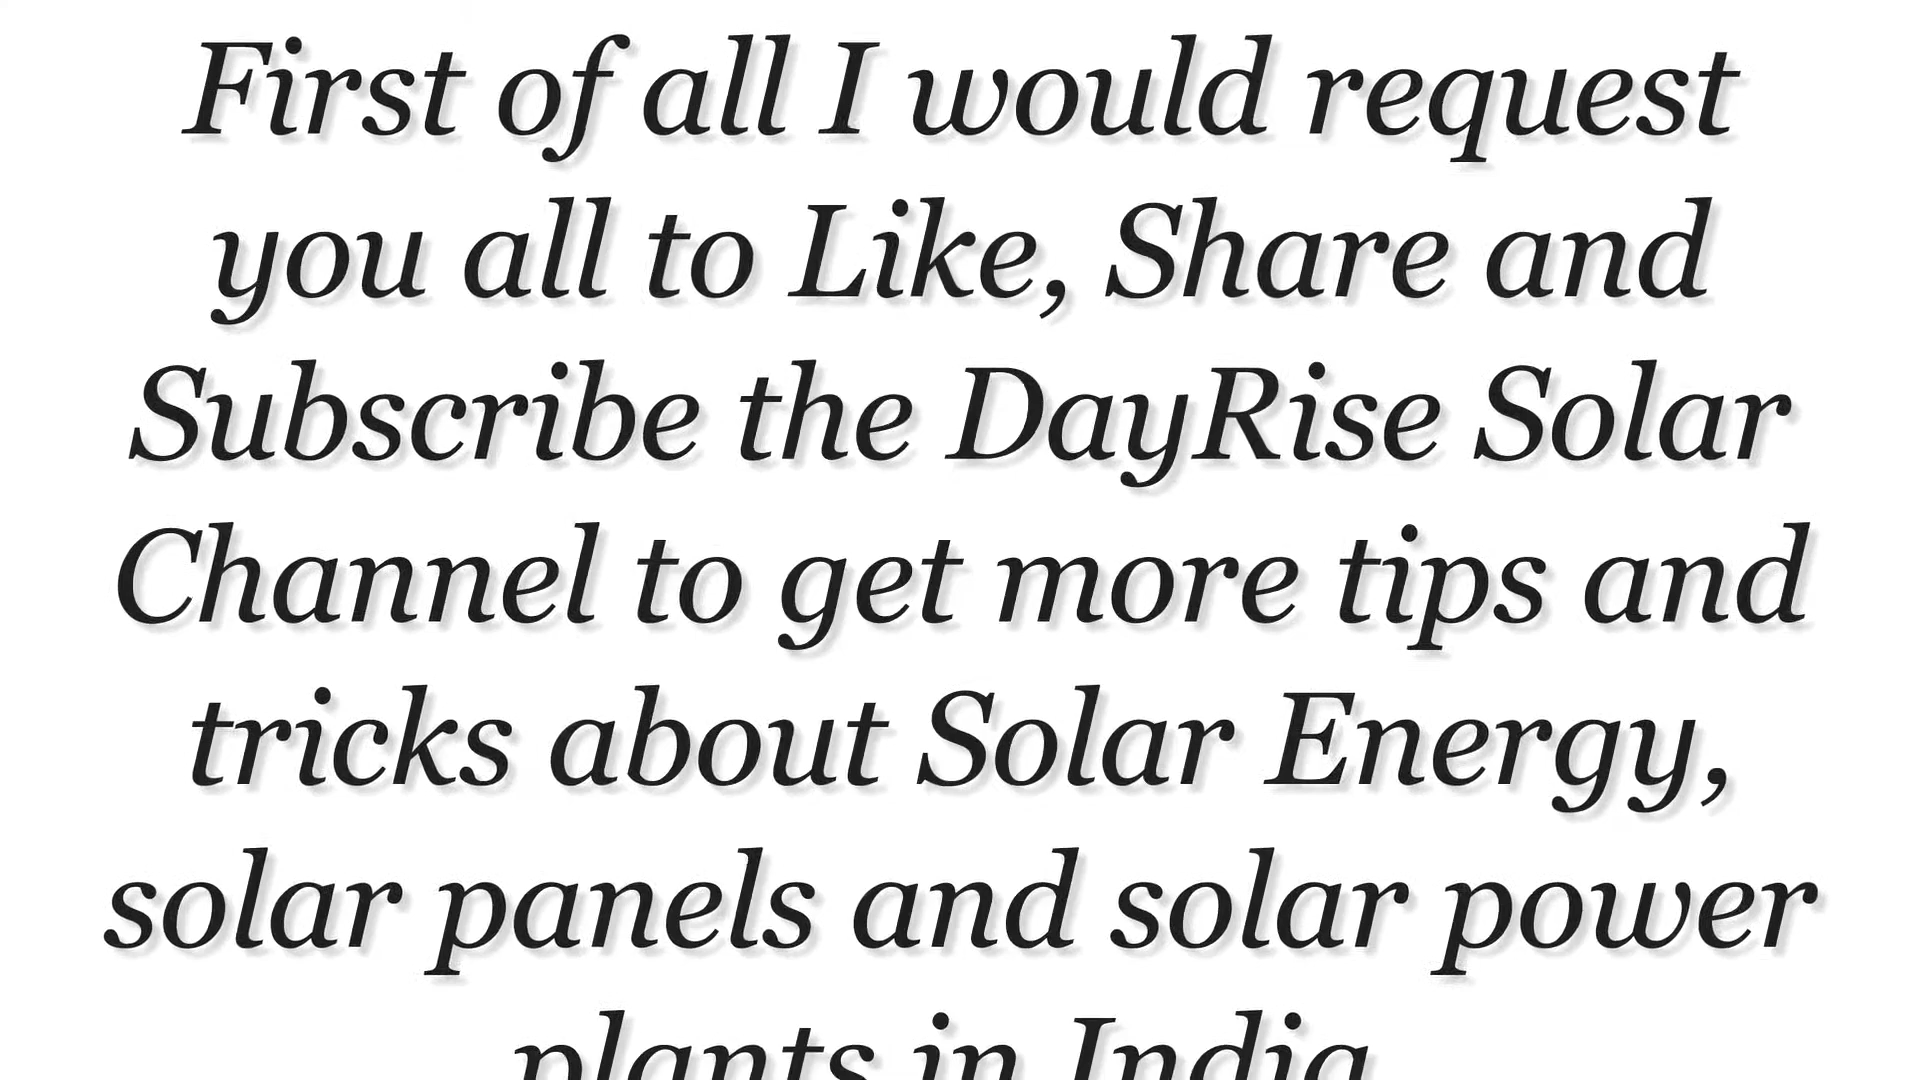 First of all I would request
you all to Like, Share and
Subscribe the DayRise Solar
Channel to get more tips and
tricks about Solar Energy,
solar panels and solar power
plants in India